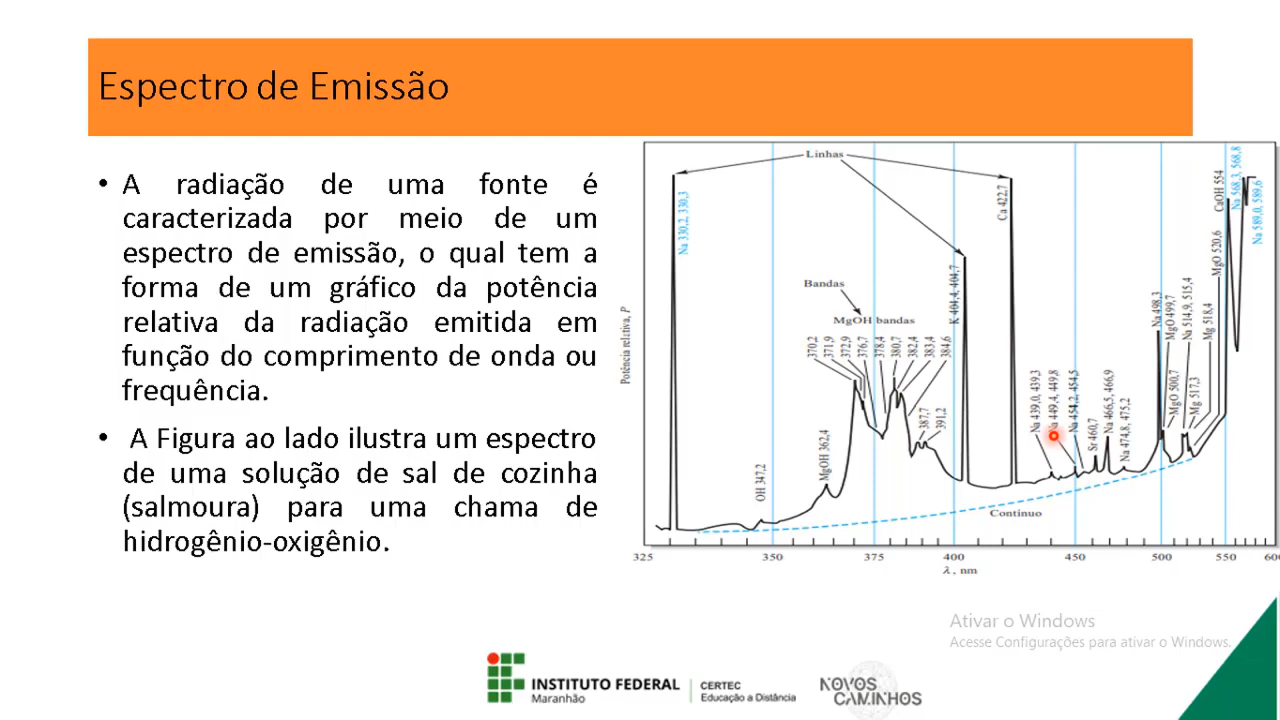 Espectro de Emissão
• A radiação de uma fonte é
caracterizada por meio de um
espectro de emissão, o qual tem a
forma de um gráfico da potência
relativa da radiação emitida em
função do comprimento de onda ou
frequência.
• A Figura ao lado ilustra um espectro
de uma solução de sal de cozinha
(salmoura) para uma chama de
hidrogênio-oxigênio.
Linhas
Na 330,2, 330,3
Ca 422,7
CaOH 554
Na 568,3, 568,8
Na 589,0, 589,6
Bandas
MgOH bandas
K 404,4, 404,7
370,2
371,9
372,9
376,7
378,4
380,7
382,4
383,4
384,6
387,7
391,2
OH 347,2
MgOH 362,4
Na 439,0, 439,3
Na 449,4, 449,8
Na 454,2, 454,5
Sr 460,7
Na 466,5, 466,9
Na 474,8, 475,2
Na 498,3
MgO 499,7
MgO 500,7
Na 514,9, 515,4
Mg 517,3
Mg 518,4
MgO 520,6
Contínuo
Potência relativa, P
325 350 375 400 450 500 550 600
λ, nm
Ativar o Windows
Acesse Configurações para ativar o Windows.
INSTITUTO FEDERAL
Maranhão
CERTEC
Educação a Distância
NOVOS
CAMINHOS